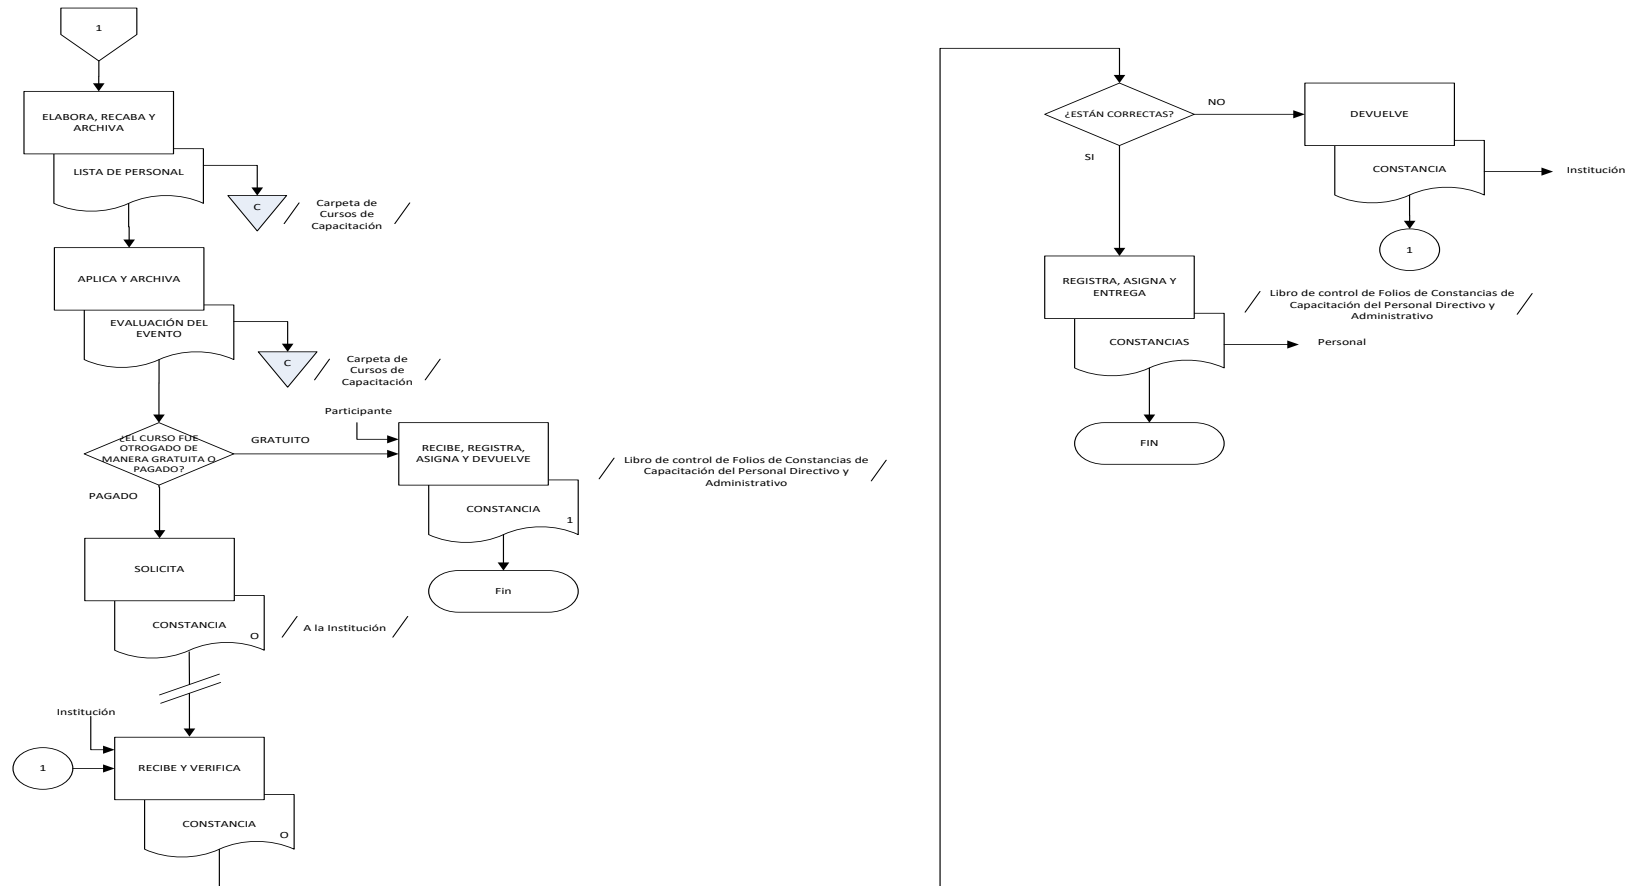 1
ELABORA, RECABA Y
ARCHIVA
LISTA DE PERSONAL
C
Carpeta de
Cursos de
Capacitación
APLICA Y ARCHIVA
EVALUACIÓN DEL
EVENTO
C
Carpeta de
Cursos de
Capacitación
¿EL CURSO FUE
OTROGADO DE
MANERA GRATUITA O
PAGADO?
GRATUITO
PAGADO
Participante
RECIBE, REGISTRA,
ASIGNA Y DEVUELVE
Libro de control de Folios de Constancias de
Capacitación del Personal Directivo y
Administrativo
CONSTANCIA
1
Fin
SOLICITA
CONSTANCIA
O
A la Institución
Institución
1
RECIBE Y VERIFICA
CONSTANCIA
O
¿ESTÁN CORRECTAS?
NO
SI
DEVUELVE
CONSTANCIA
Institución
1
REGISTRA, ASIGNA Y
ENTREGA
Libro de control de Folios de Constancias de
Capacitación del Personal Directivo y
Administrativo
CONSTANCIAS
Personal
FIN